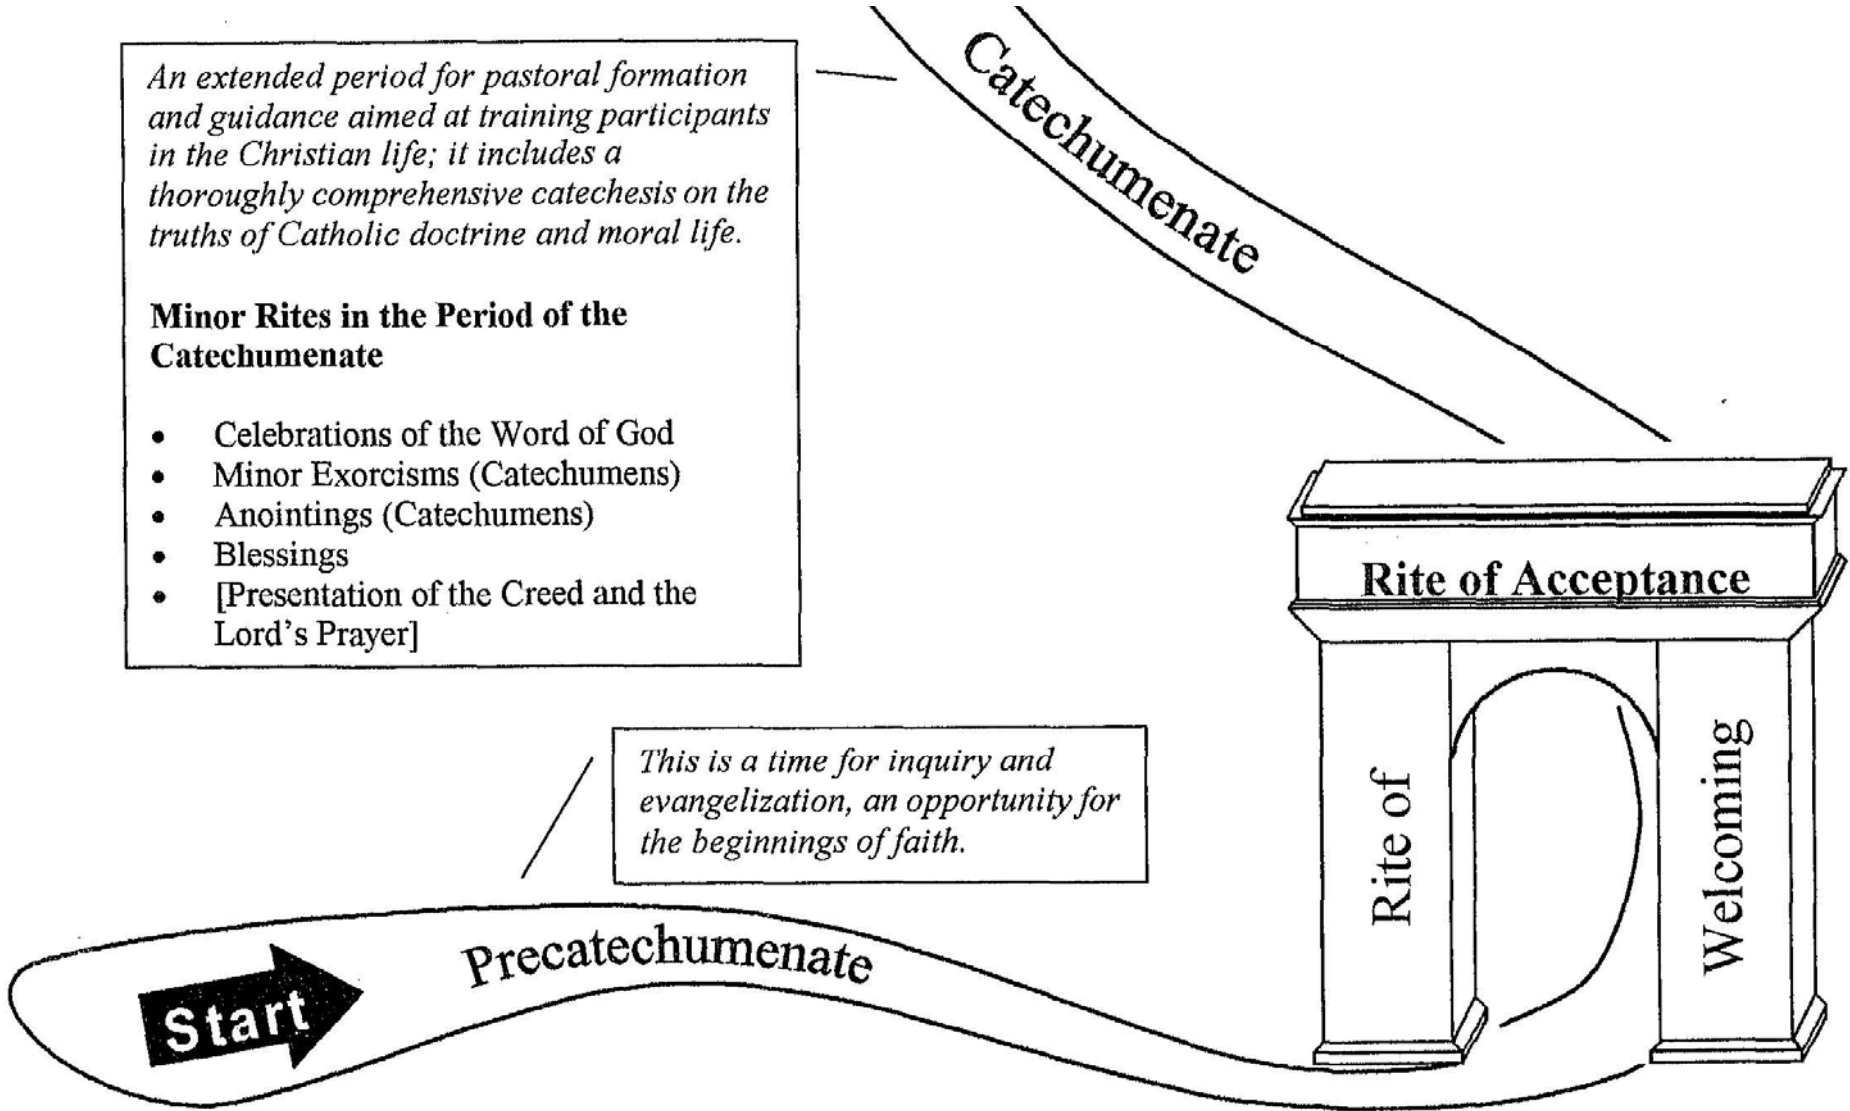 An extended period for pastoral formation
and guidance aimed at training participants
in the Christian life; it includes a
thoroughly comprehensive catechesis on the
truths of Catholic doctrine and moral life.
Minor Rites in the Period of the
Catechumenate
• Celebrations of the Word of God
• Minor Exorcisms (Catechumens)
• Anointings (Catechumens)
• Blessings
• [Presentation of the Creed and the
Lord's Prayer]
Catechumenate
Rite of Acceptance
Rite of
Welcoming
This is a time for inquiry and
evangelization, an opportunity for
the beginnings of faith.
Precatechumenate
Start